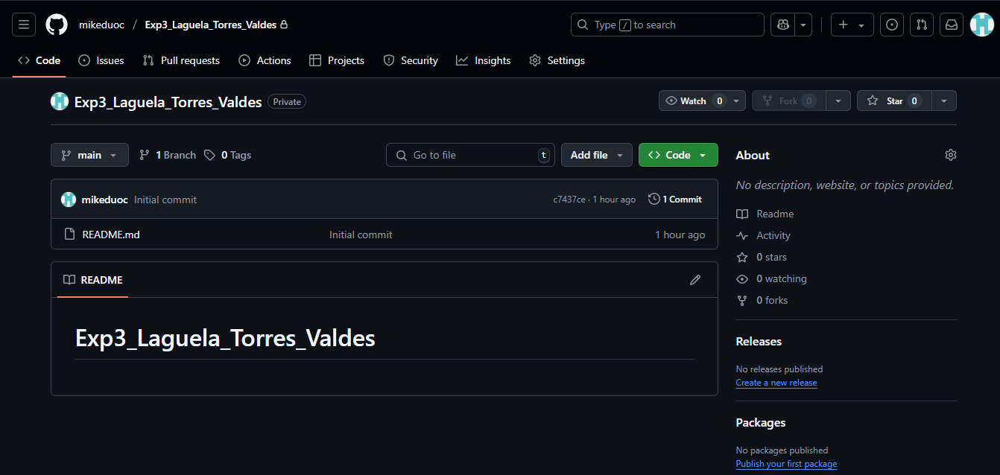 mikeduoc / Exp3_Laguela_Torres_Valdes
Type / to search
Code Issues Pull requests Actions Projects Security Insights Settings
Exp3_Laguela_Torres_Valdes Private
Watch 0 Fork 0 Star 0
main 1 Branch 0 Tags Go to file t Add file Code
mikeduoc Initial commit c7437ce · 1 hour ago 1 Commit
README.md Initial commit 1 hour ago
README
Exp3_Laguela_Torres_Valdes
About
No description, website, or topics provided.
Readme
Activity
0 stars
0 watching
0 forks
Releases
No releases published
Create a new release
Packages
No packages published
Publish your first package